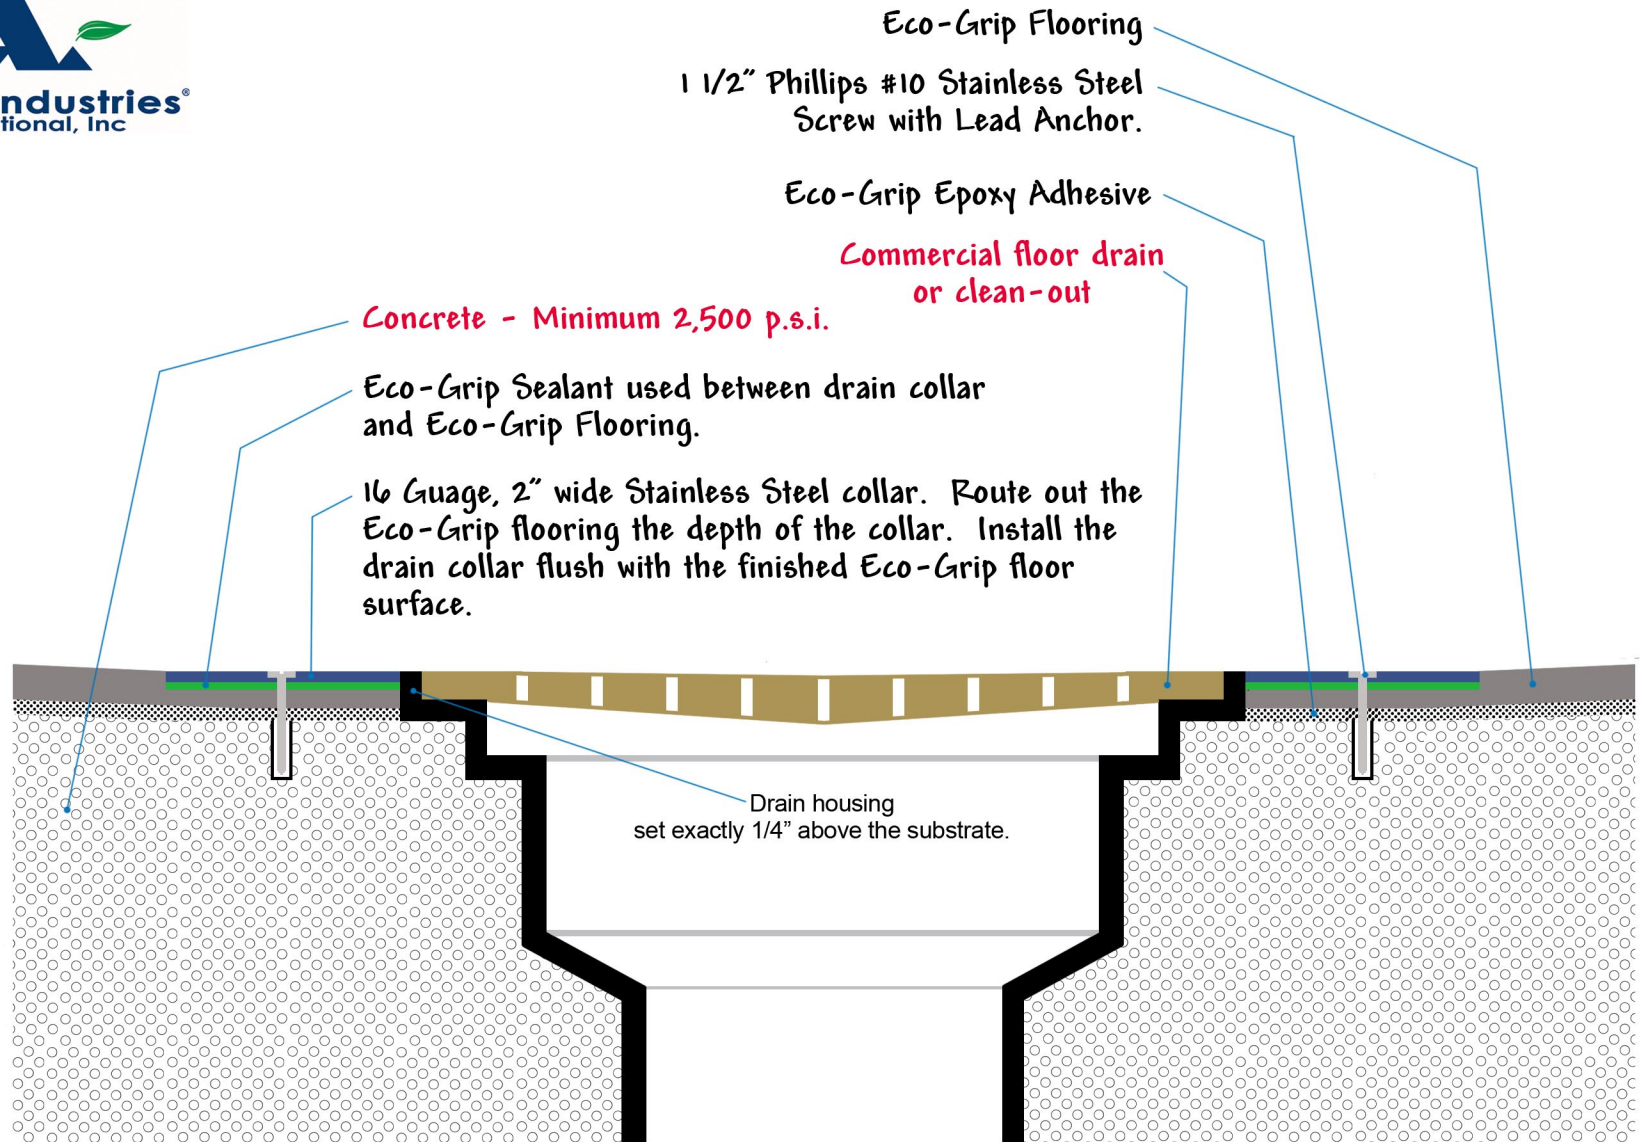 ndustries®
tional, Inc
Eco-Grip Flooring
1 1/2" Phillips #10 Stainless Steel
Screw with Lead Anchor.
Eco-Grip Epoxy Adhesive
Commercial floor drain
or clean-out
Concrete - Minimum 2,500 p.s.i.
Eco-Grip Sealant used between drain collar
and Eco-Grip Flooring.
16 Guage, 2" wide Stainless Steel collar. Route out the
Eco-Grip flooring the depth of the collar. Install the
drain collar flush with the finished Eco-Grip floor
surface.
Drain housing
set exactly 1/4” above the substrate.